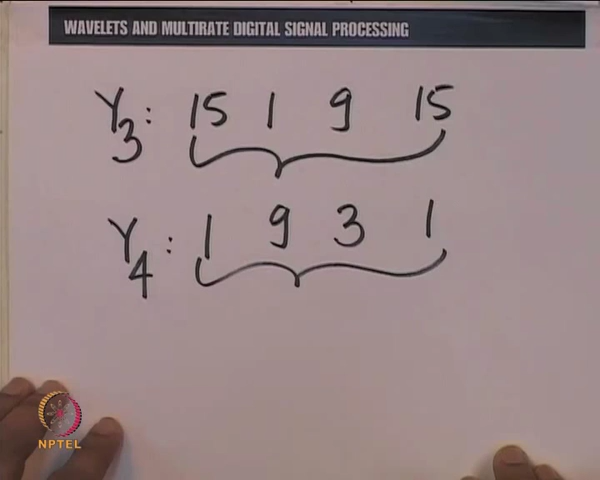 WAVELETS AND MULTIRATE DIGITAL SIGNAL PROCESSING
Y3: 15 1 9 15
Y4: 1 9 3 1
NPTEL